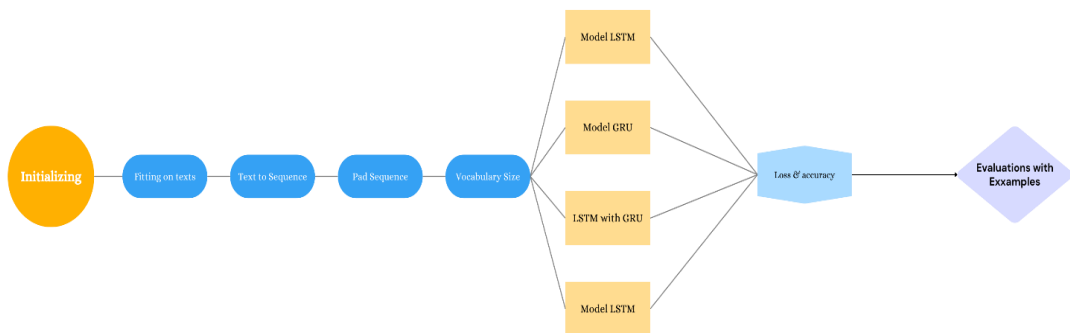 Initializing
Fitting on texts
Text to Sequence
Pad Sequence
Vocabulary Size
Model LSTM
Model GRU
LSTM with GRU
Model LSTM
Loss & accuracy
Evaluations with
Exxamples